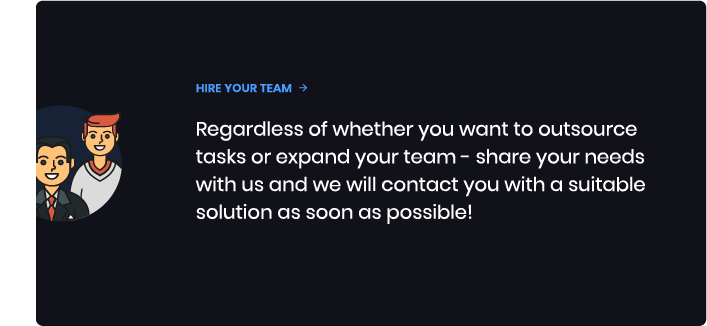 HIRE YOUR TEAM →
Regardless of whether you want to outsource
tasks or expand your team - share your needs
with us and we will contact you with a suitable
solution as soon as possible!